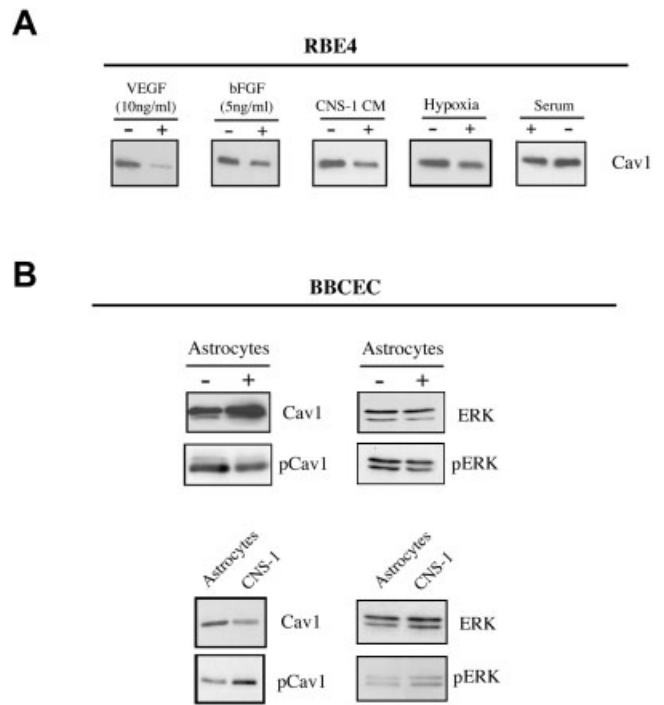 A
RBE4
VEGF
(10ng/ml)
bFGF
(5ng/ml)
CNS-1 CM
Hypoxia
Serum
- + - + - + - + + -
Cav1
B
BBCEC
Astrocytes
- +
Cav1
pCav1
Astrocytes
- +
ERK
pERK
Astrocytes
CNS-1
Cav1
pCav1
Astrocytes
CNS-1
ERK
pERK